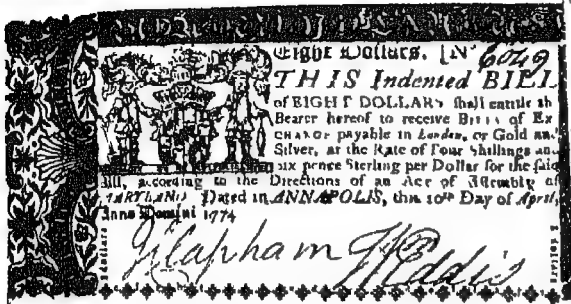 Eight Dollars. [No 6049
THIS Indented BILL
of EIGHT DOLLARS shall entitle th
Bearer hereof to receive BILLS of EX
CHANGE payable in London, or Gold and
Silver, at the Rate of Four Shillings and
six pence Sterling per Dollar for the said
Bill, according to the Directions of an Act of Assembly of
MARYLAND Dated in ANNAPOLIS, this 10th Day of April,
Anno Domini 1774
J Clapham Wm Eddis